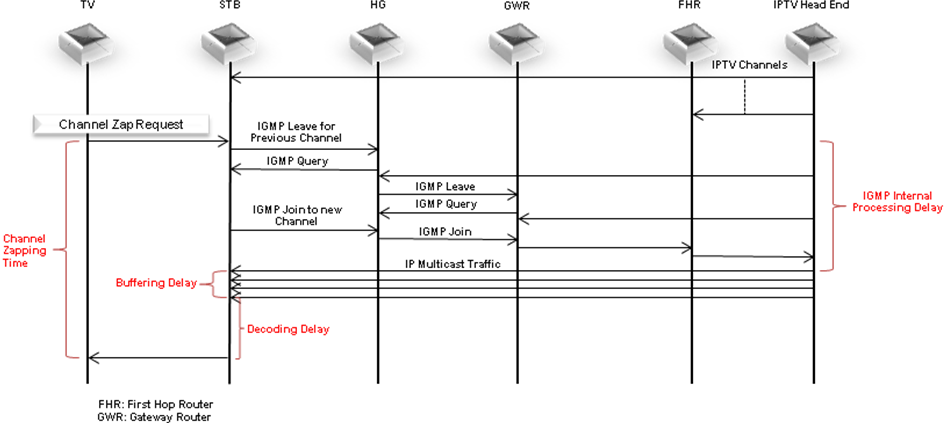 TV
STB
HG
GWR
FHR
IPTV Head End
IPTV Channels
Channel Zap Request
IGMP Leave for
Previous Channel
IGMP Query
IGMP Leave
IGMP Query
IGMP Internal
Processing Delay
IGMP Join to new
Channel
IGMP Join
Channel
Zapping
Time
IP Multicast Traffic
Buffering Delay
Decoding Delay
FHR: First Hop Router
GWR: Gateway Router